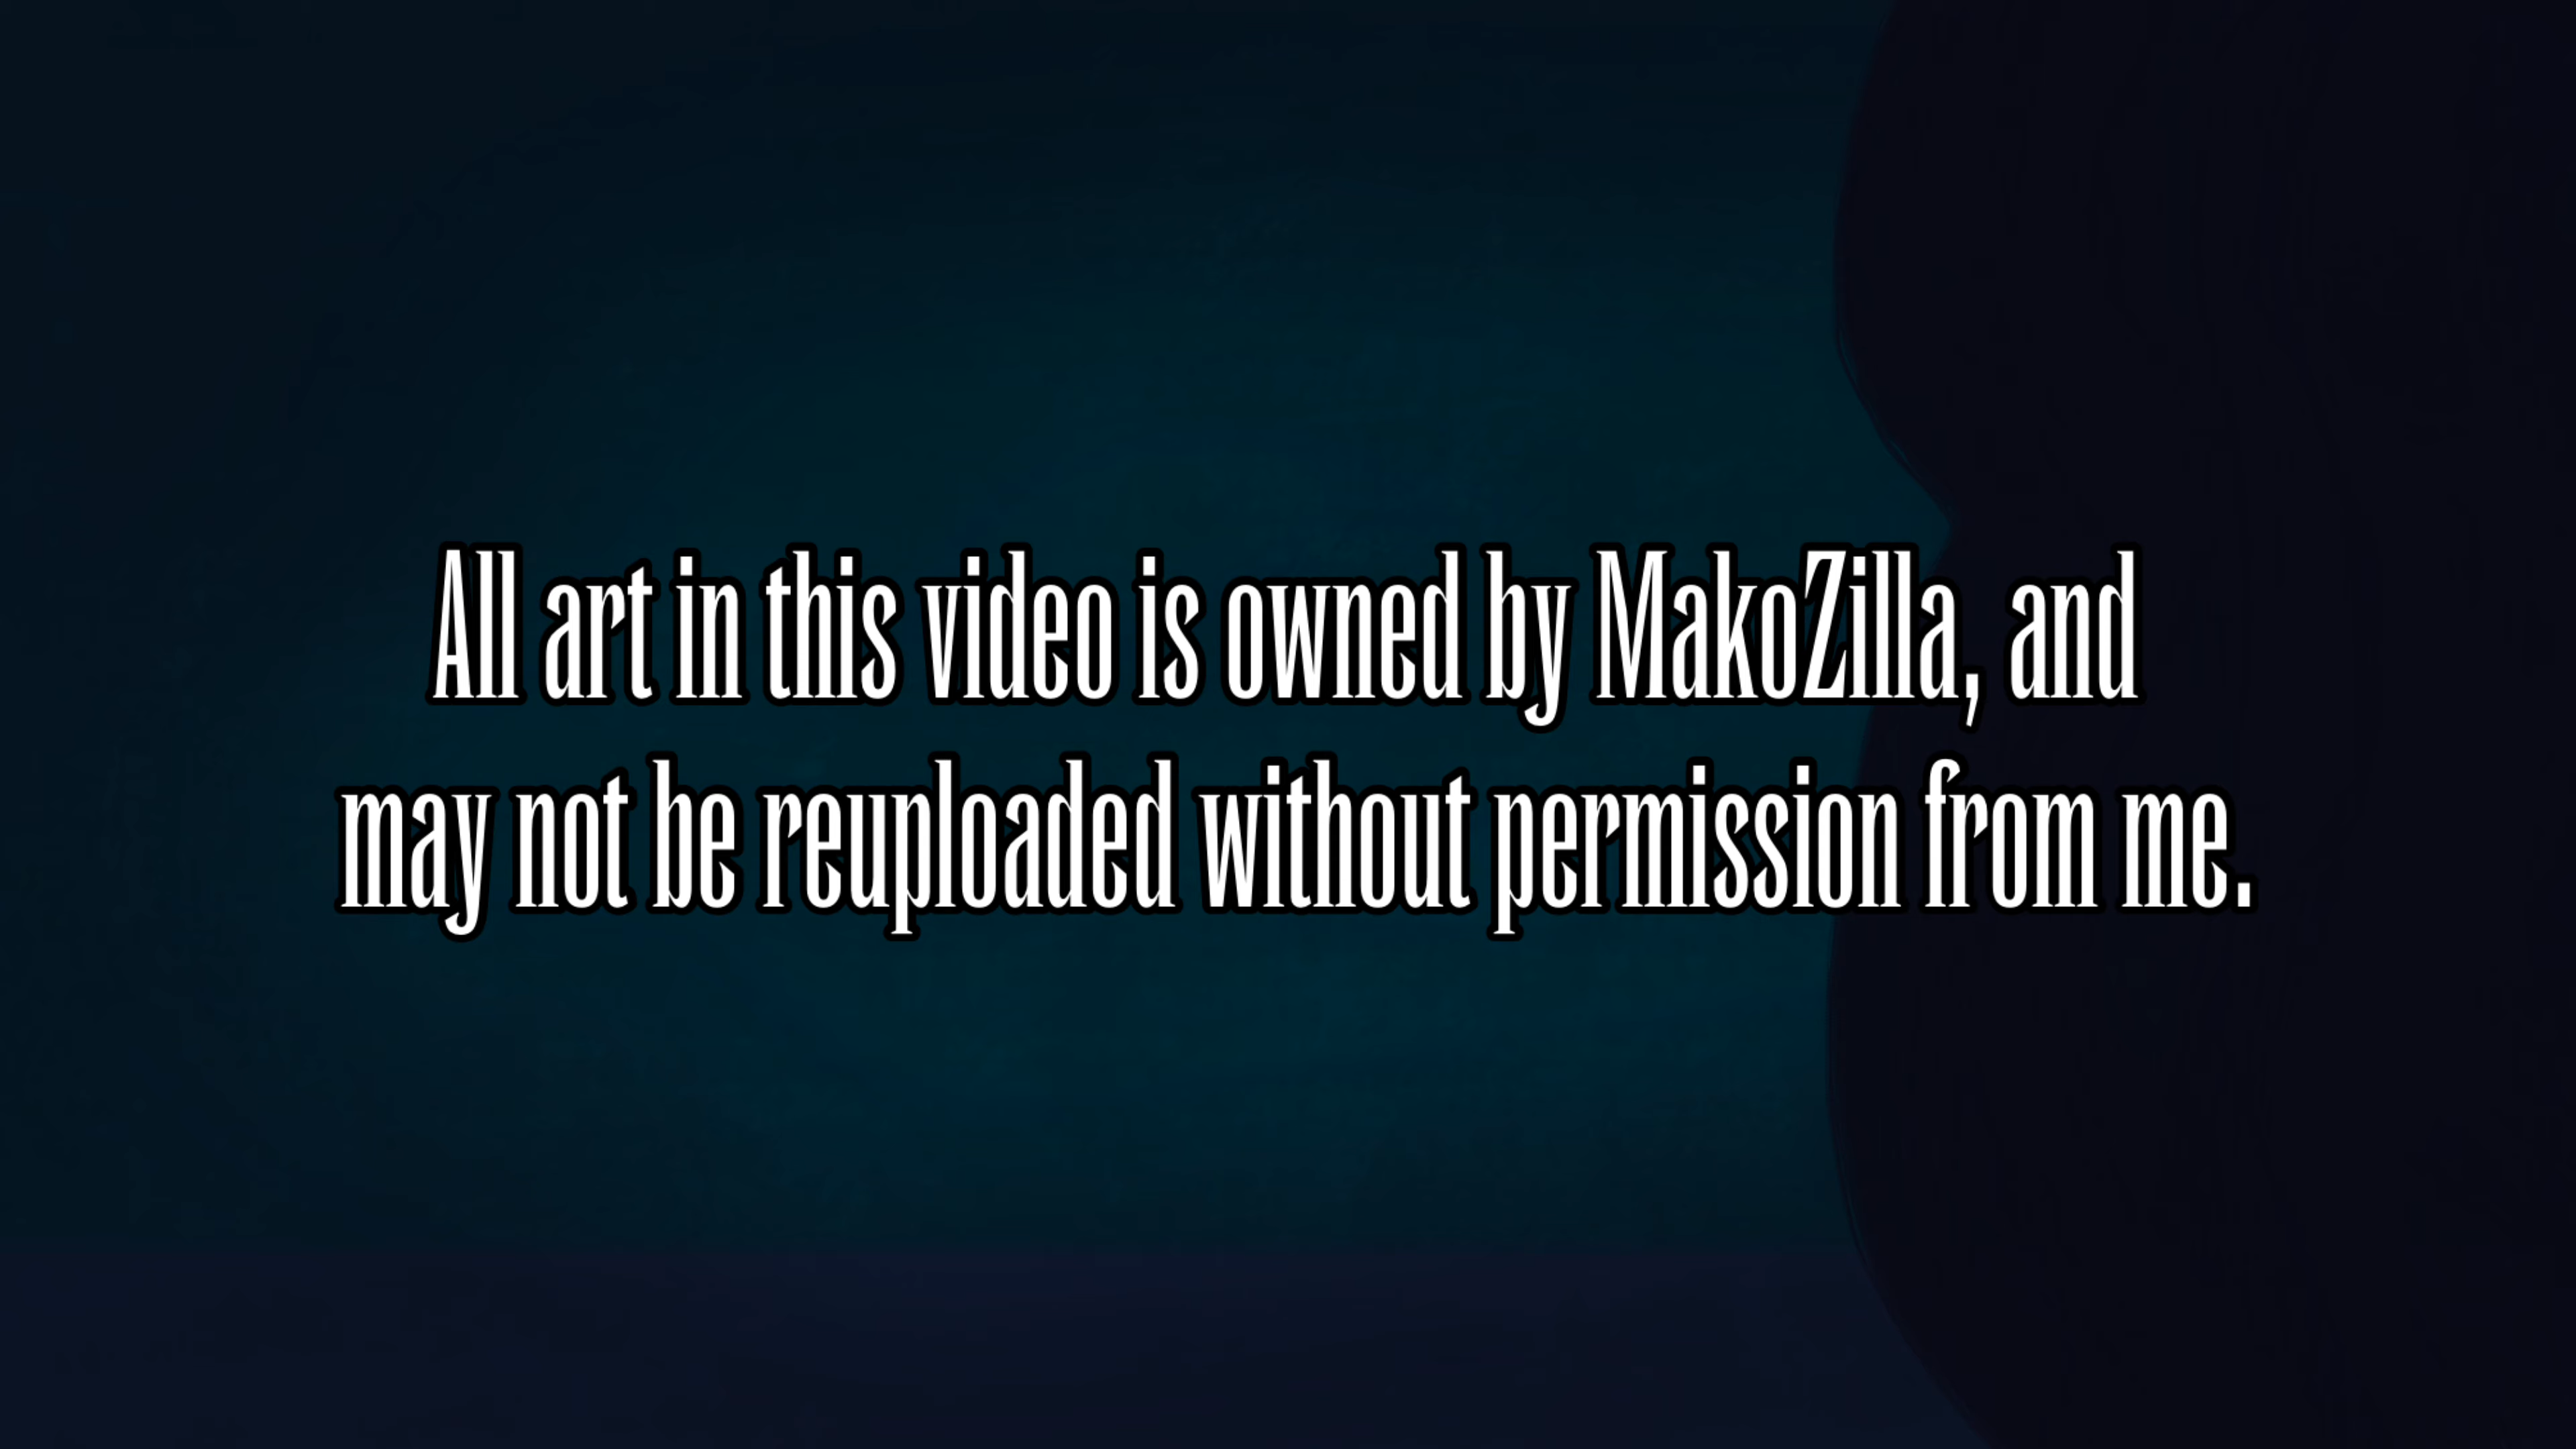 All art in this video is owned by MakoZilla, and
may not be reuploaded without permission from me.